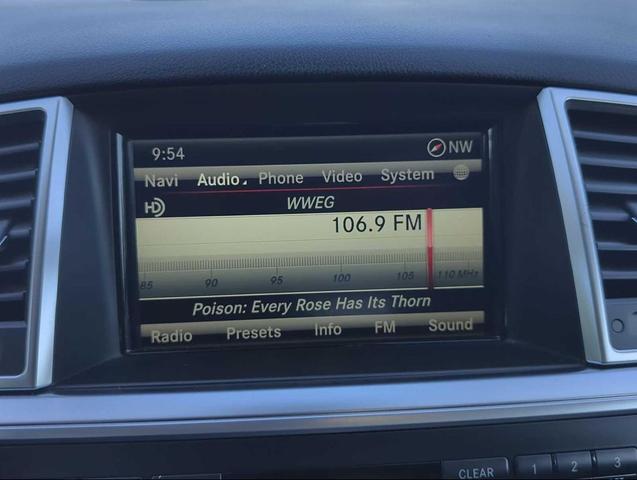 9:54 NW
Navi Audio Phone Video System
HD WWEG
106.9 FM
85 90 95 100 105 110 MHz
Poison: Every Rose Has Its Thorn
Radio Presets Info FM Sound
CLEAR 1 2 3